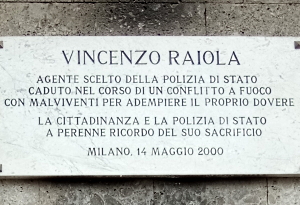 VINCENZO RAIOLA
AGENTE SCELTO DELLA POLIZIA DI STATO
CADUTO NEL CORSO DI UN CONFLITTO A FUOCO
CON MALVIVENTI PER ADEMPIERE IL PROPRIO DOVERE
LA CITTADINANZA E LA POLIZIA DI STATO
A PERENNE RICORDO DEL SUO SACRIFICIO
MILANO, 14 MAGGIO 2000